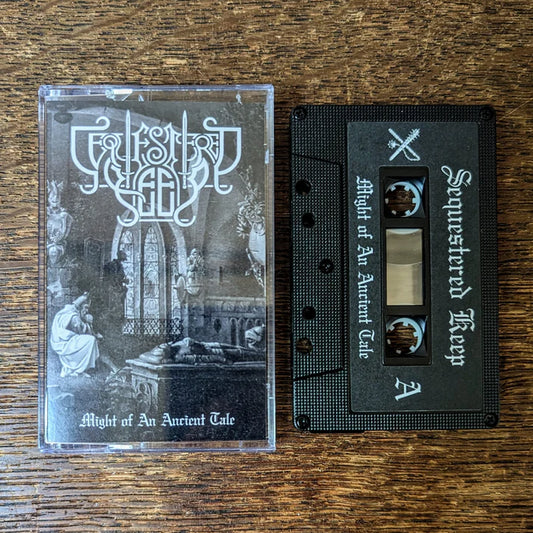 SEQUESTERED
KEEP
Might of An Ancient Tale
Sequestered Keep
Might of An Ancient Tale
A